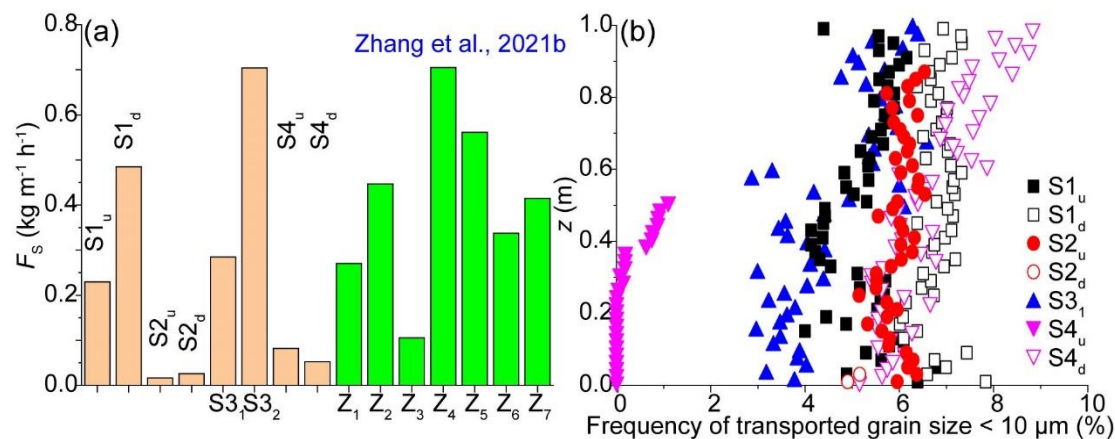 (a)
Zhang et al., 2021b
F_s (kg m⁻¹ h⁻¹)
0.8
0.6
0.4
0.2
0.0
S1_u
S1_d
S2_u
S2_d
S3_1
S3_2
S4_u
S4_d
Z_1
Z_2
Z_3
Z_4
Z_5
Z_6
Z_7
(b)
z (m)
1.0
0.8
0.6
0.4
0.2
0.0
0
2
4
6
8
10
Frequency of transported grain size < 10 µm (%)
S1_u
S1_d
S2_u
S2_d
S3_1
S4_u
S4_d